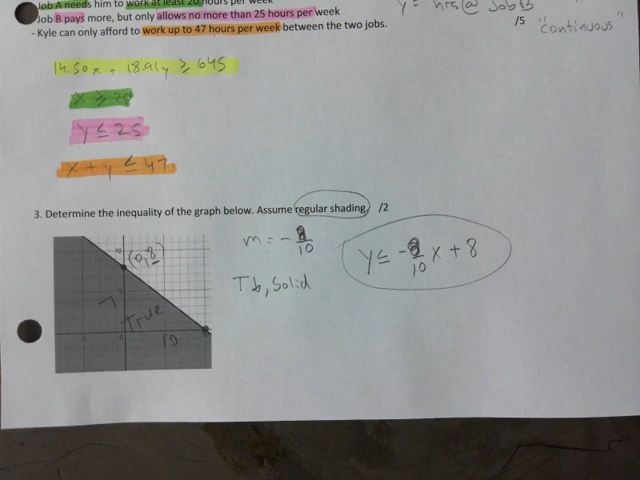 Job A needs him to work at least 20 hours per week
Job B pays more, but only allows no more than 25 hours per week
- Kyle can only afford to work up to 47 hours per week between the two jobs.
y = hrs @ Job B
/5
"continuous"
14.50x + 18.91y ≥ 645
x ≥ 20
y ≤ 25
x + y ≤ 47
3. Determine the inequality of the graph below. Assume regular shading. /2
(0,8)
True
10
m = -8/10
Tb, Solid
y ≤ -8/10 x + 8